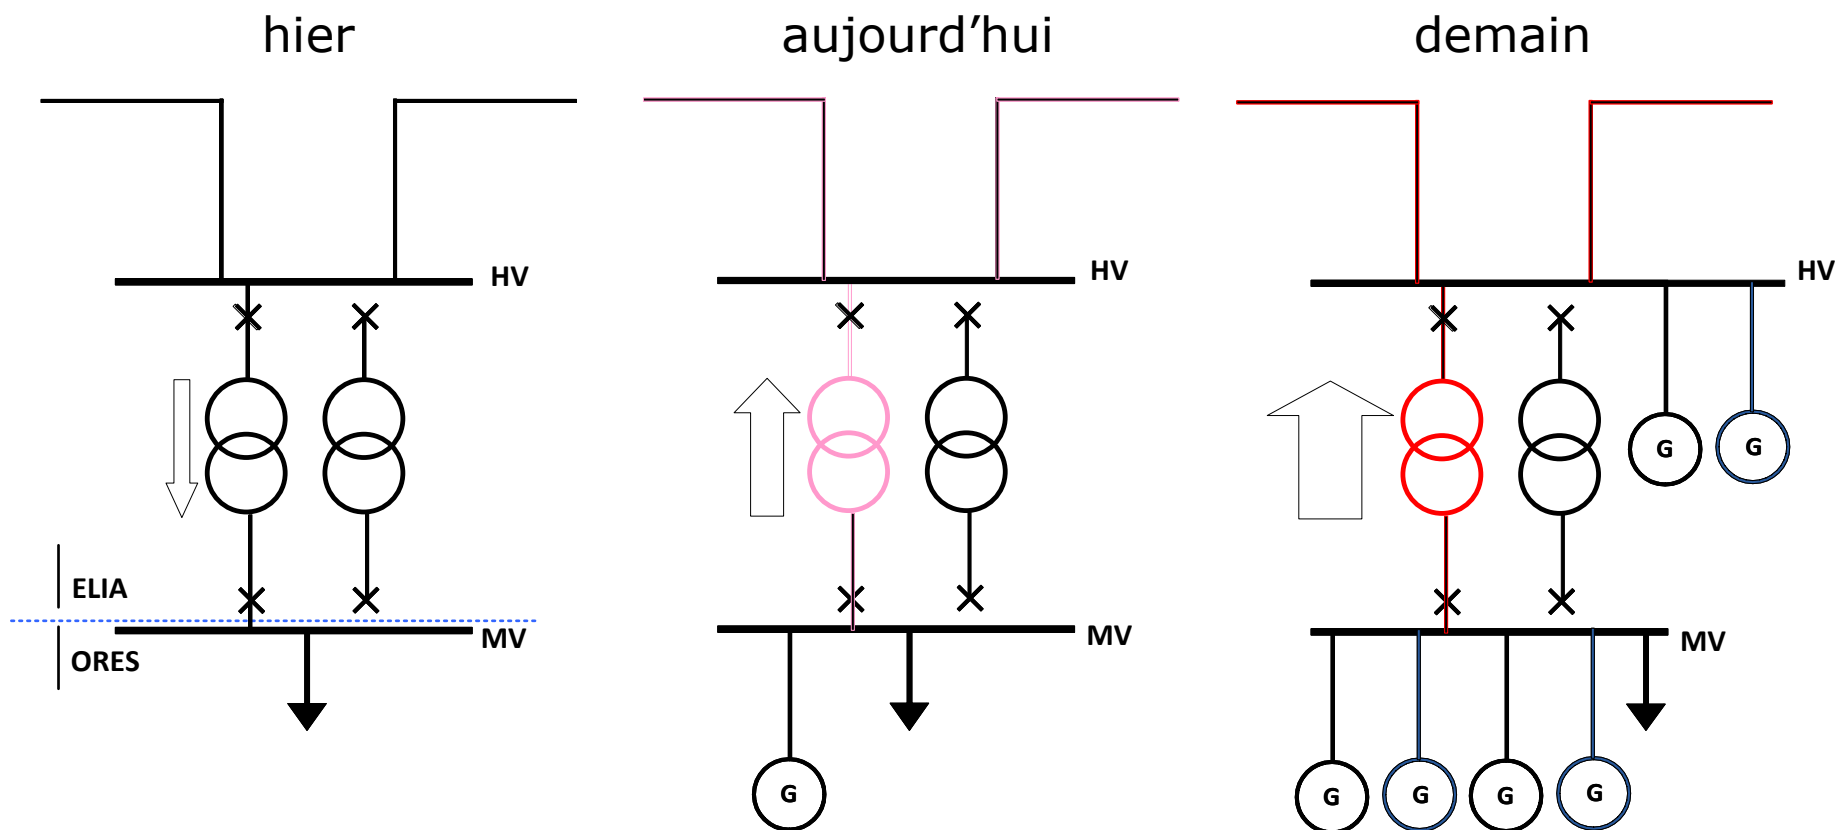 hier
aujourd’hui
demain
HV
HV
HV
G
G
ELIA
ORES
MV
MV
MV
G
G
G
G
G